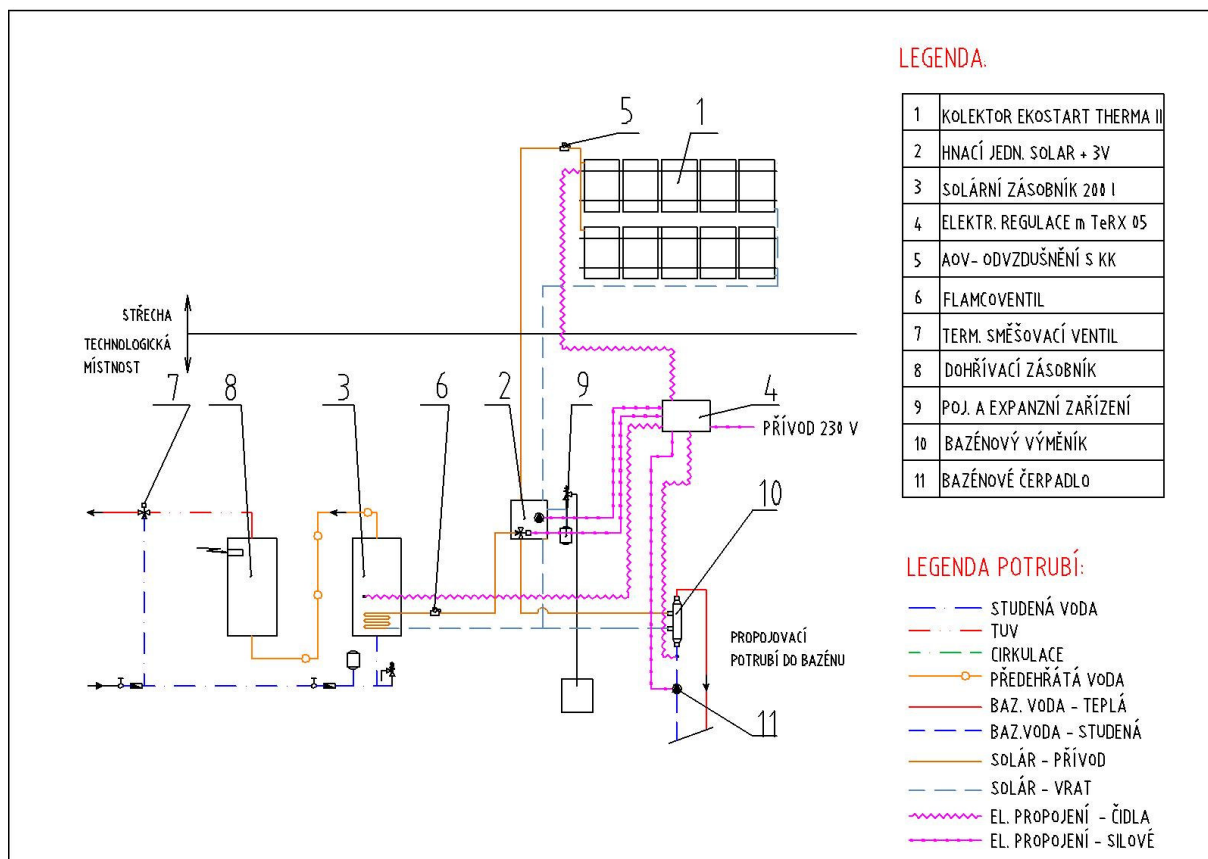 LEGENDA:
1 KOLEKTOR EKOSTART THERMA II
2 HNACÍ JEDN. SOLAR + 3V
3 SOLÁRNÍ ZÁSOBNÍK 200 l
4 ELEKTR. REGULACE m TeRX 05
5 AOV- ODVZDUŠNĚNÍ S KK
6 FLAMCOVENTIL
7 TERM. SMĚŠOVACÍ VENTIL
8 DOHŘÍVACÍ ZÁSOBNÍK
9 POJ. A EXPANZNÍ ZAŘÍZENÍ
10 BAZÉNOVÝ VÝMĚNÍK
11 BAZÉNOVÉ ČERPADLO
5
1
STŘECHA
TECHNOLOGICKÁ
MÍSTNOST
7
8
3
6
2
9
4
PŘÍVOD 230 V
10
PROPOJOVACÍ
POTRUBÍ DO BAZÉNU
11
LEGENDA POTRUBÍ:
STUDENÁ VODA
TUV
CIRKULACE
PŘEDEHŘÁTÁ VODA
BAZ. VODA - TEPLÁ
BAZ.VODA - STUDENÁ
SOLÁR - PŘÍVOD
SOLÁR - VRAT
EL. PROPOJENÍ - ČIDLA
EL. PROPOJENÍ - SILOVÉ